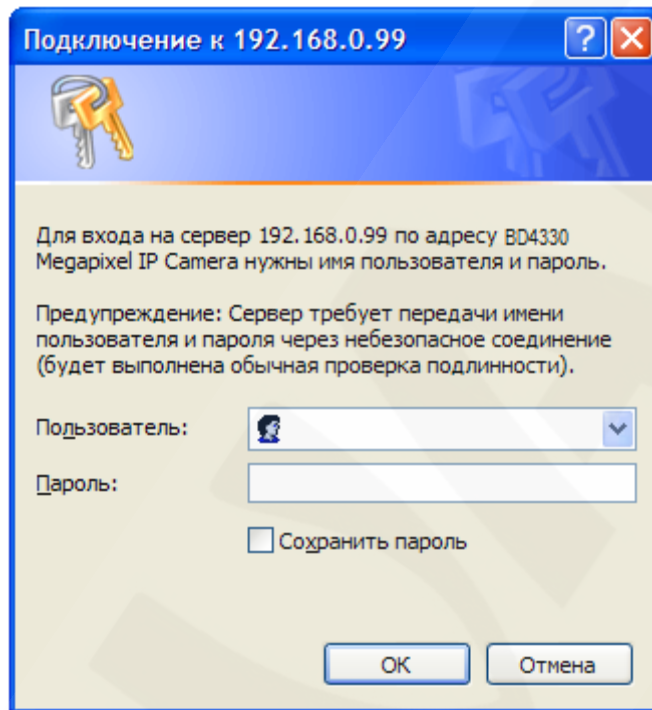 Подключение к 192.168.0.99
Для входа на сервер 192.168.0.99 по адресу BD4330
Megapixel IP Camera нужны имя пользователя и пароль.
Предупреждение: Сервер требует передачи имени
пользователя и пароля через небезопасное соединение
(будет выполнена обычная проверка подлинности).
Пользователь:
Пароль:
Сохранить пароль
ОК
Отмена